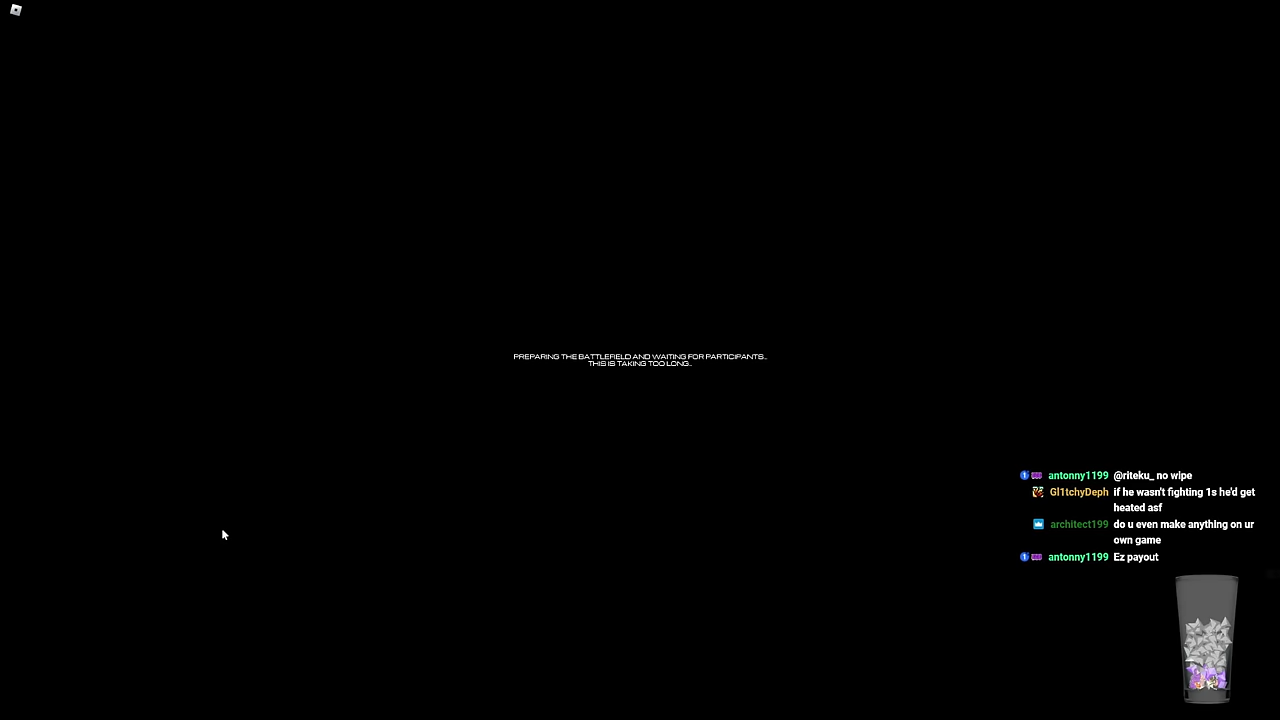 PREPARING THE BATTLEFIELD AND WAITING FOR PARTICIPANTS..
THIS IS TAKING TOO LONG..
antonny1199 @riteku_ no wipe
Gl1tchyDeph if he wasn't fighting 1s he'd get
heated asf
architect199 do u even make anything on ur
own game
antonny1199 Ez payout